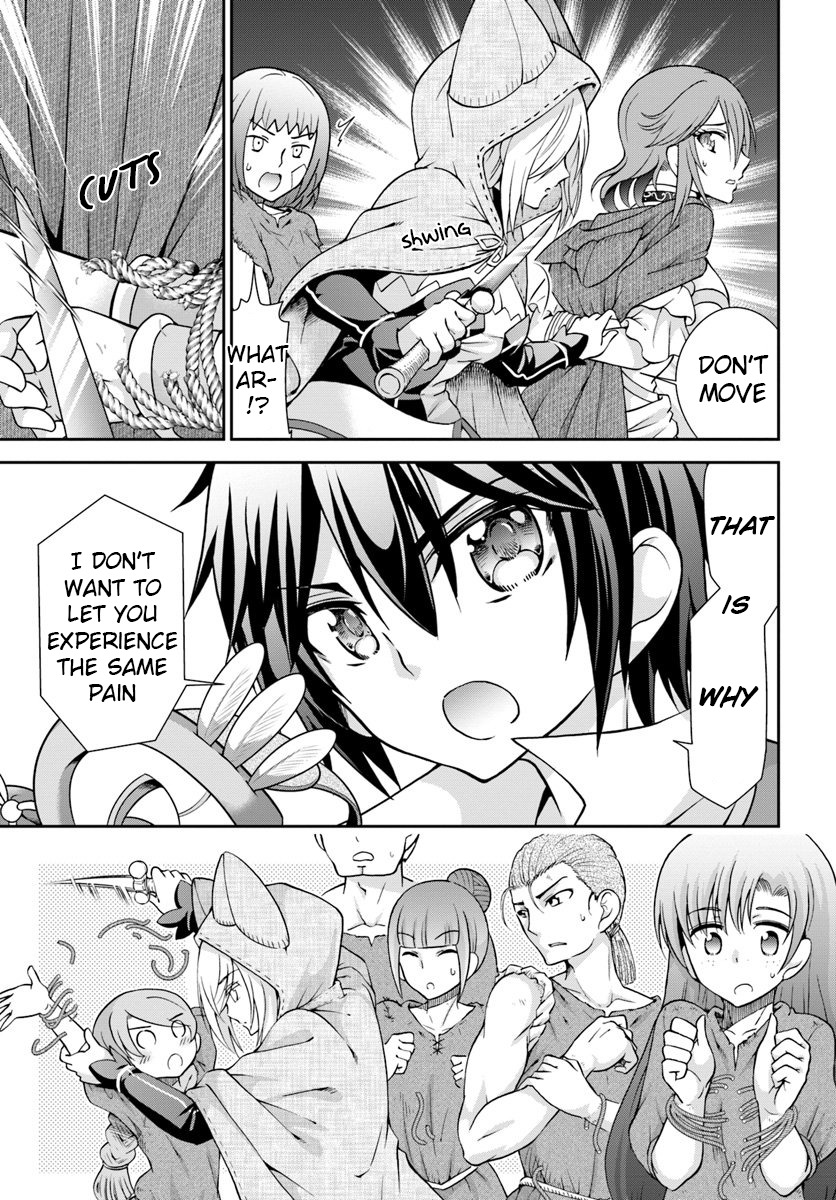 DON'T
MOVE
shwing
WHAT
AR-
!?
CUTS
THAT
IS
WHY
I DON'T
WANT TO
LET YOU
EXPERIENCE
THE SAME
PAIN